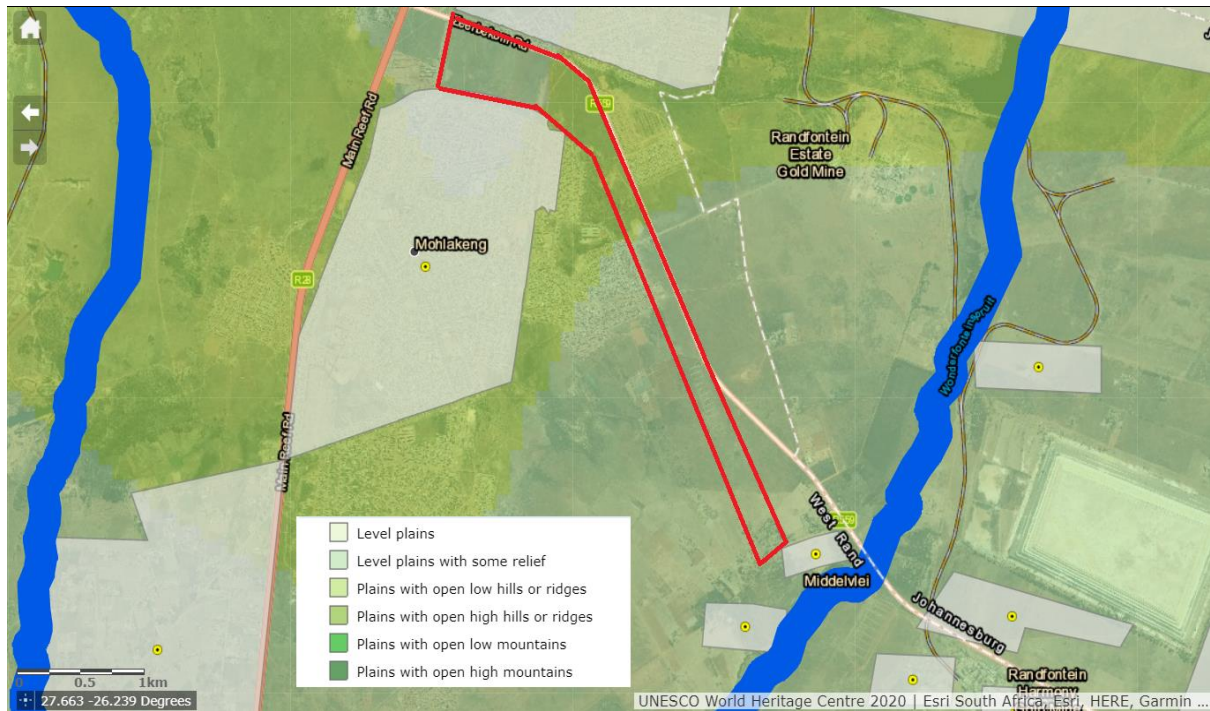 Zeerbekom Rd
R559
Main Reef Rd
Randfontein
Estate
Gold Mine
Mohlakeng
R28
Wonderfonteinspruit
Main Reef Rd
Level plains
Level plains with some relief
Plains with open low hills or ridges
Plains with open high hills or ridges
Plains with open low mountains
Plains with open high mountains
West Rand
R559
Middelvlei
Johannesburg
Randfontein
0 0.5 1km
27.663 -26.239 Degrees
UNESCO World Heritage Centre 2020 | Esri South Africa, Esri, HERE, Garmin ...